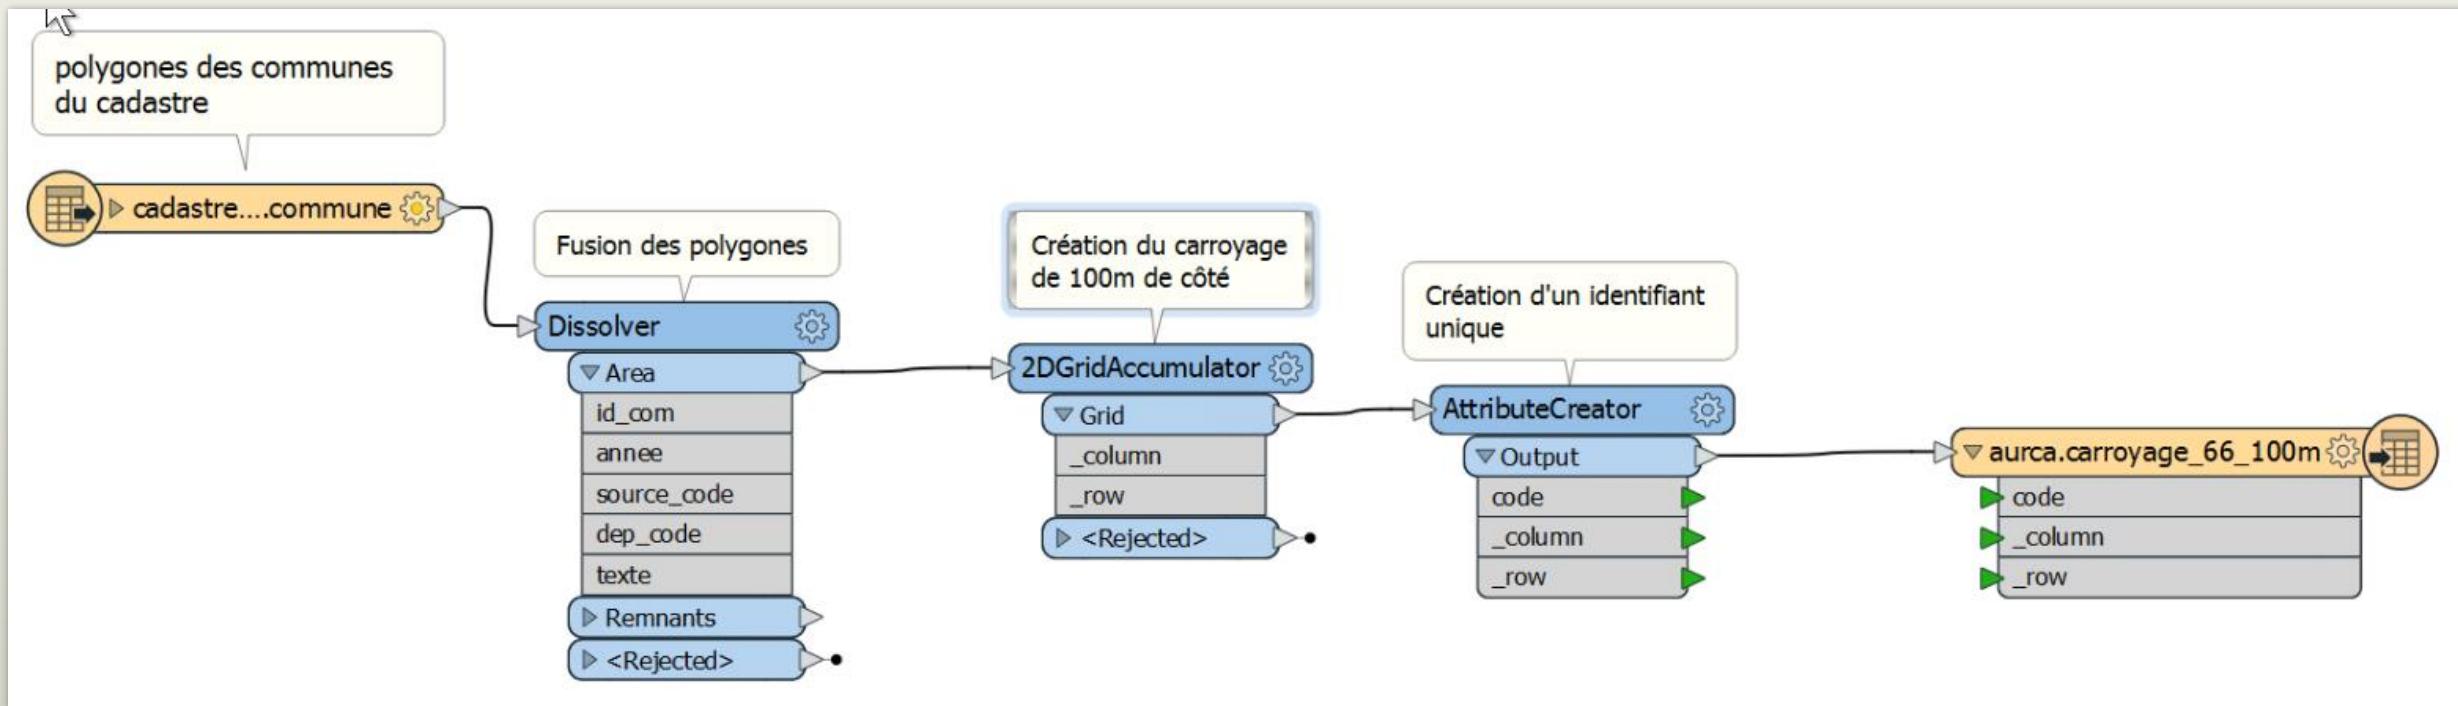 polygones des communes
du cadastre
cadastre....commune
Fusion des polygones
Dissolver
Area
id_com
annee
source_code
dep_code
texte
Remnants
<Rejected>
Création du carroyage
de 100m de côté
2DGridAccumulator
Grid
_column
_row
<Rejected>
Création d'un identifiant
unique
AttributeCreator
Output
code
_column
_row
aurca.carroyage_66_100m
code
_column
_row